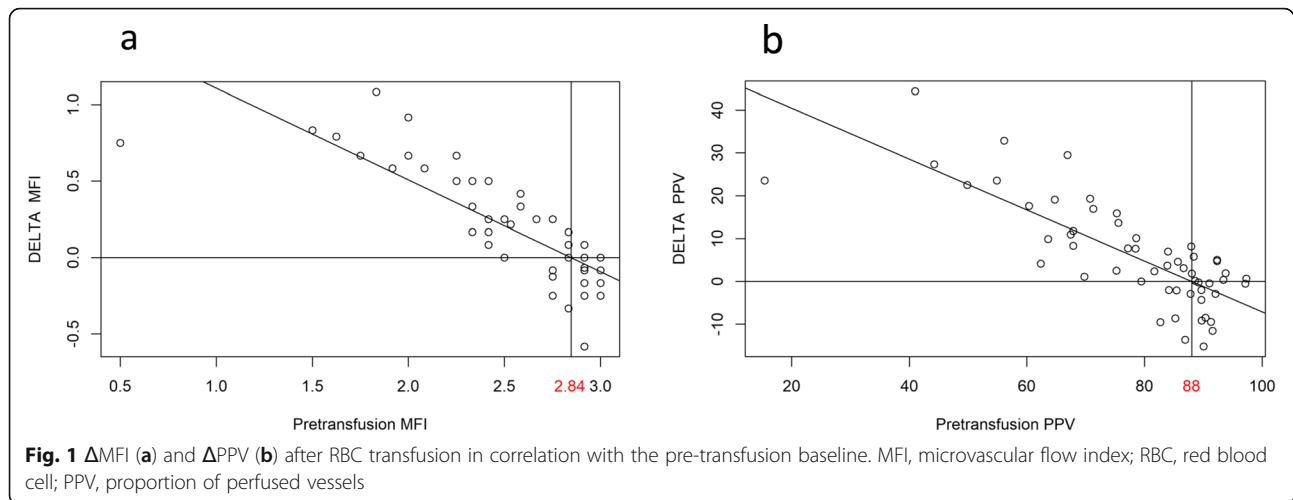 a
DELTA MFI
1.0
0.5
0.0
-0.5
0.5 1.0 1.5 2.0 2.5 2.84 3.0
Pretransfusion MFI
b
DELTA PPV
40
30
20
10
0
-10
20 40 60 80 88 100
Pretransfusion PPV
Fig. 1 ΔMFI (a) and ΔPPV (b) after RBC transfusion in correlation with the pre-transfusion baseline. MFI, microvascular flow index; RBC, red blood
cell; PPV, proportion of perfused vessels